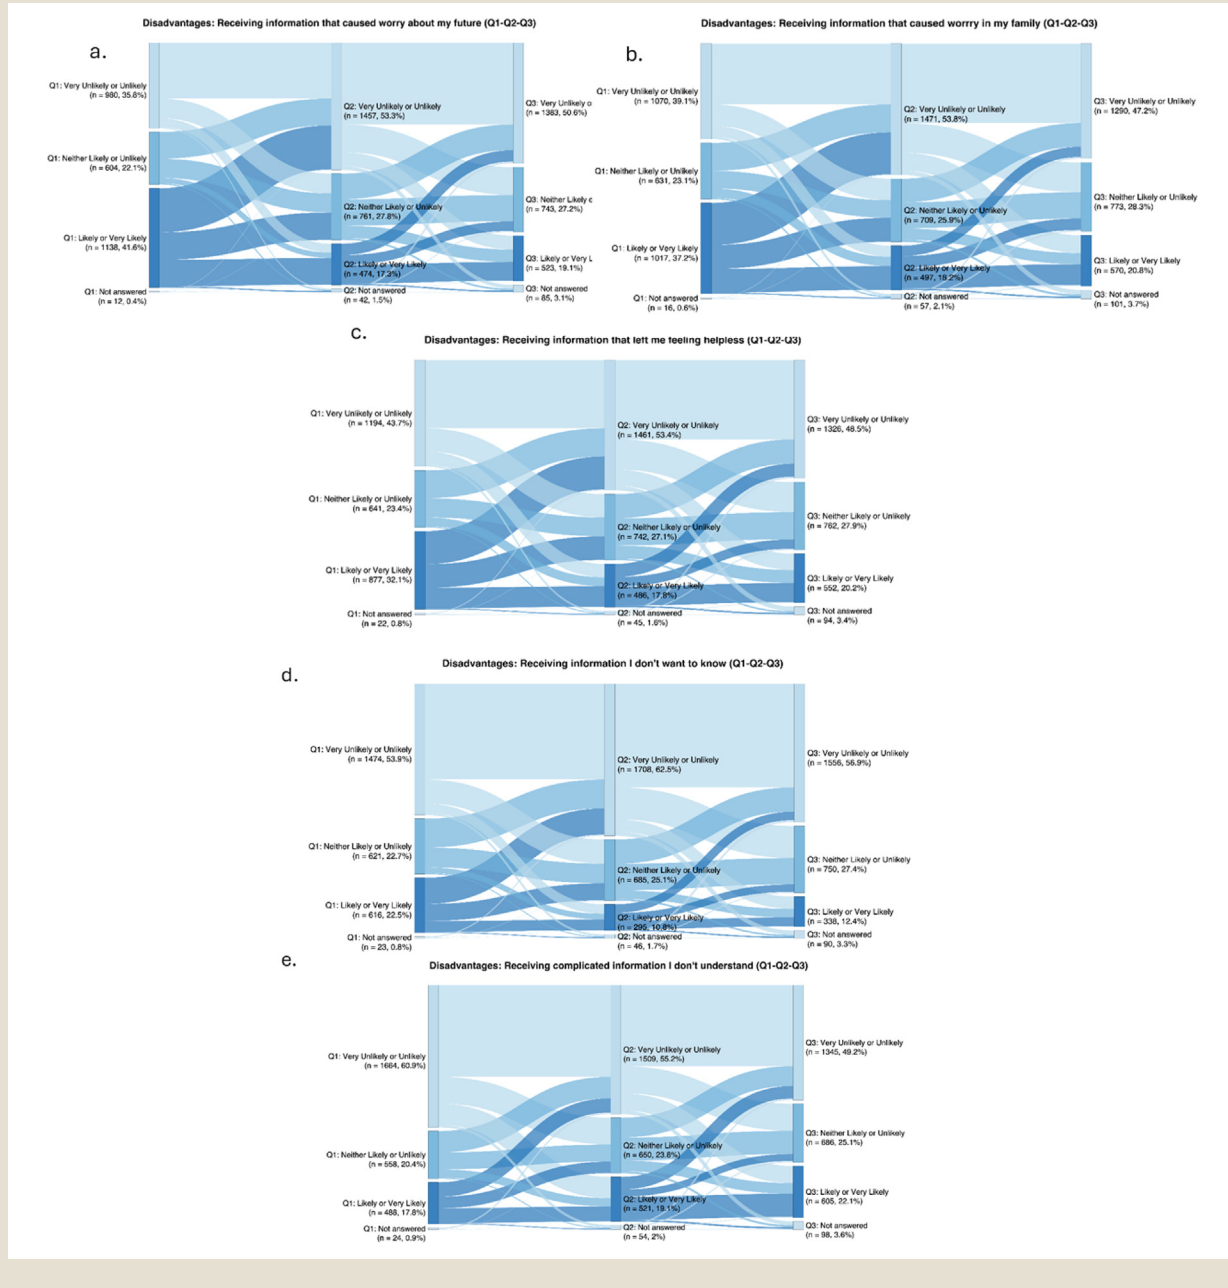 Disadvantages: Receiving information that caused worry about my future (Q1-Q2-Q3)
a.
Q1: Very Unlikely or Unlikely
(n = 980, 35.8%)
Q1: Neither Likely or Unlikely
(n = 604, 22.1%)
Q1: Likely or Very Likely
(n = 1138, 41.6%)
Q1: Not answered
(n = 12, 0.4%)
Q2: Very Unlikely or Unlikely
(n = 1457, 53.3%)
Q2: Neither Likely or Unlikely
(n = 761, 27.8%)
Q2: Likely or Very Likely
(n = 474, 17.3%)
Q2: Not answered
(n = 42, 1.5%)
Q3: Very Unlikely o
(n = 1383, 50.6%)
Q3: Neither Likely c
(n = 743, 27.2%)
Q3: Likely or Very L
(n = 523, 19.1%)
Q3: Not answered
(n = 85, 3.1%)
Disadvantages: Receiving information that caused worrry in my family (Q1-Q2-Q3)
b.
Q1: Very Unlikely or Unlikely
(n = 1070, 39.1%)
Q1: Neither Likely or Unlikely
(n = 631, 23.1%)
Q1: Likely or Very Likely
(n = 1017, 37.2%)
Q1: Not answered
(n = 16, 0.6%)
Q2: Very Unlikely or Unlikely
(n = 1471, 53.8%)
Q2: Neither Likely or Unlikely
(n = 709, 25.9%)
Q2: Likely or Very Likely
(n = 497, 18.2%)
Q2: Not answered
(n = 57, 2.1%)
Q3: Very Unlikely or Unlikely
(n = 1290, 47.2%)
Q3: Neither Likely or Unlikely
(n = 773, 28.3%)
Q3: Likely or Very Likely
(n = 570, 20.8%)
Q3: Not answered
(n = 101, 3.7%)
c.
Disadvantages: Receiving information that left me feeling helpless (Q1-Q2-Q3)
Q1: Very Unlikely or Unlikely
(n = 1194, 43.7%)
Q1: Neither Likely or Unlikely
(n = 641, 23.4%)
Q1: Likely or Very Likely
(n = 877, 32.1%)
Q1: Not answered
(n = 22, 0.8%)
Q2: Very Unlikely or Unlikely
(n = 1461, 53.4%)
Q2: Neither Likely or Unlikely
(n = 742, 27.1%)
Q2: Likely or Very Likely
(n = 486, 17.8%)
Q2: Not answered
(n = 45, 1.6%)
Q3: Very Unlikely or Unlikely
(n = 1326, 48.5%)
Q3: Neither Likely or Unlikely
(n = 762, 27.9%)
Q3: Likely or Very Likely
(n = 552, 20.2%)
Q3: Not answered
(n = 94, 3.4%)
Disadvantages: Receiving information I don't want to know (Q1-Q2-Q3)
d.
Q1: Very Unlikely or Unlikely
(n = 1474, 53.9%)
Q1: Neither Likely or Unlikely
(n = 621, 22.7%)
Q1: Likely or Very Likely
(n = 616, 22.5%)
Q1: Not answered
(n = 23, 0.8%)
Q2: Very Unlikely or Unlikely
(n = 1708, 62.5%)
Q2: Neither Likely or Unlikely
(n = 685, 25.1%)
Q2: Likely or Very Likely
(n = 295, 10.8%)
Q2: Not answered
(n = 46, 1.7%)
Q3: Very Unlikely or Unlikely
(n = 1556, 56.9%)
Q3: Neither Likely or Unlikely
(n = 750, 27.4%)
Q3: Likely or Very Likely
(n = 338, 12.4%)
Q3: Not answered
(n = 90, 3.3%)
e.
Disadvantages: Receiving complicated information I don't understand (Q1-Q2-Q3)
Q1: Very Unlikely or Unlikely
(n = 1664, 60.9%)
Q1: Neither Likely or Unlikely
(n = 558, 20.4%)
Q1: Likely or Very Likely
(n = 488, 17.8%)
Q1: Not answered
(n = 24, 0.9%)
Q2: Very Unlikely or Unlikely
(n = 1509, 55.2%)
Q2: Neither Likely or Unlikely
(n = 650, 23.8%)
Q2: Likely or Very Likely
(n = 521, 19.1%)
Q2: Not answered
(n = 54, 2%)
Q3: Very Unlikely or Unlikely
(n = 1345, 49.2%)
Q3: Neither Likely or Unlikely
(n = 686, 25.1%)
Q3: Likely or Very Likely
(n = 605, 22.1%)
Q3: Not answered
(n = 98, 3.6%)